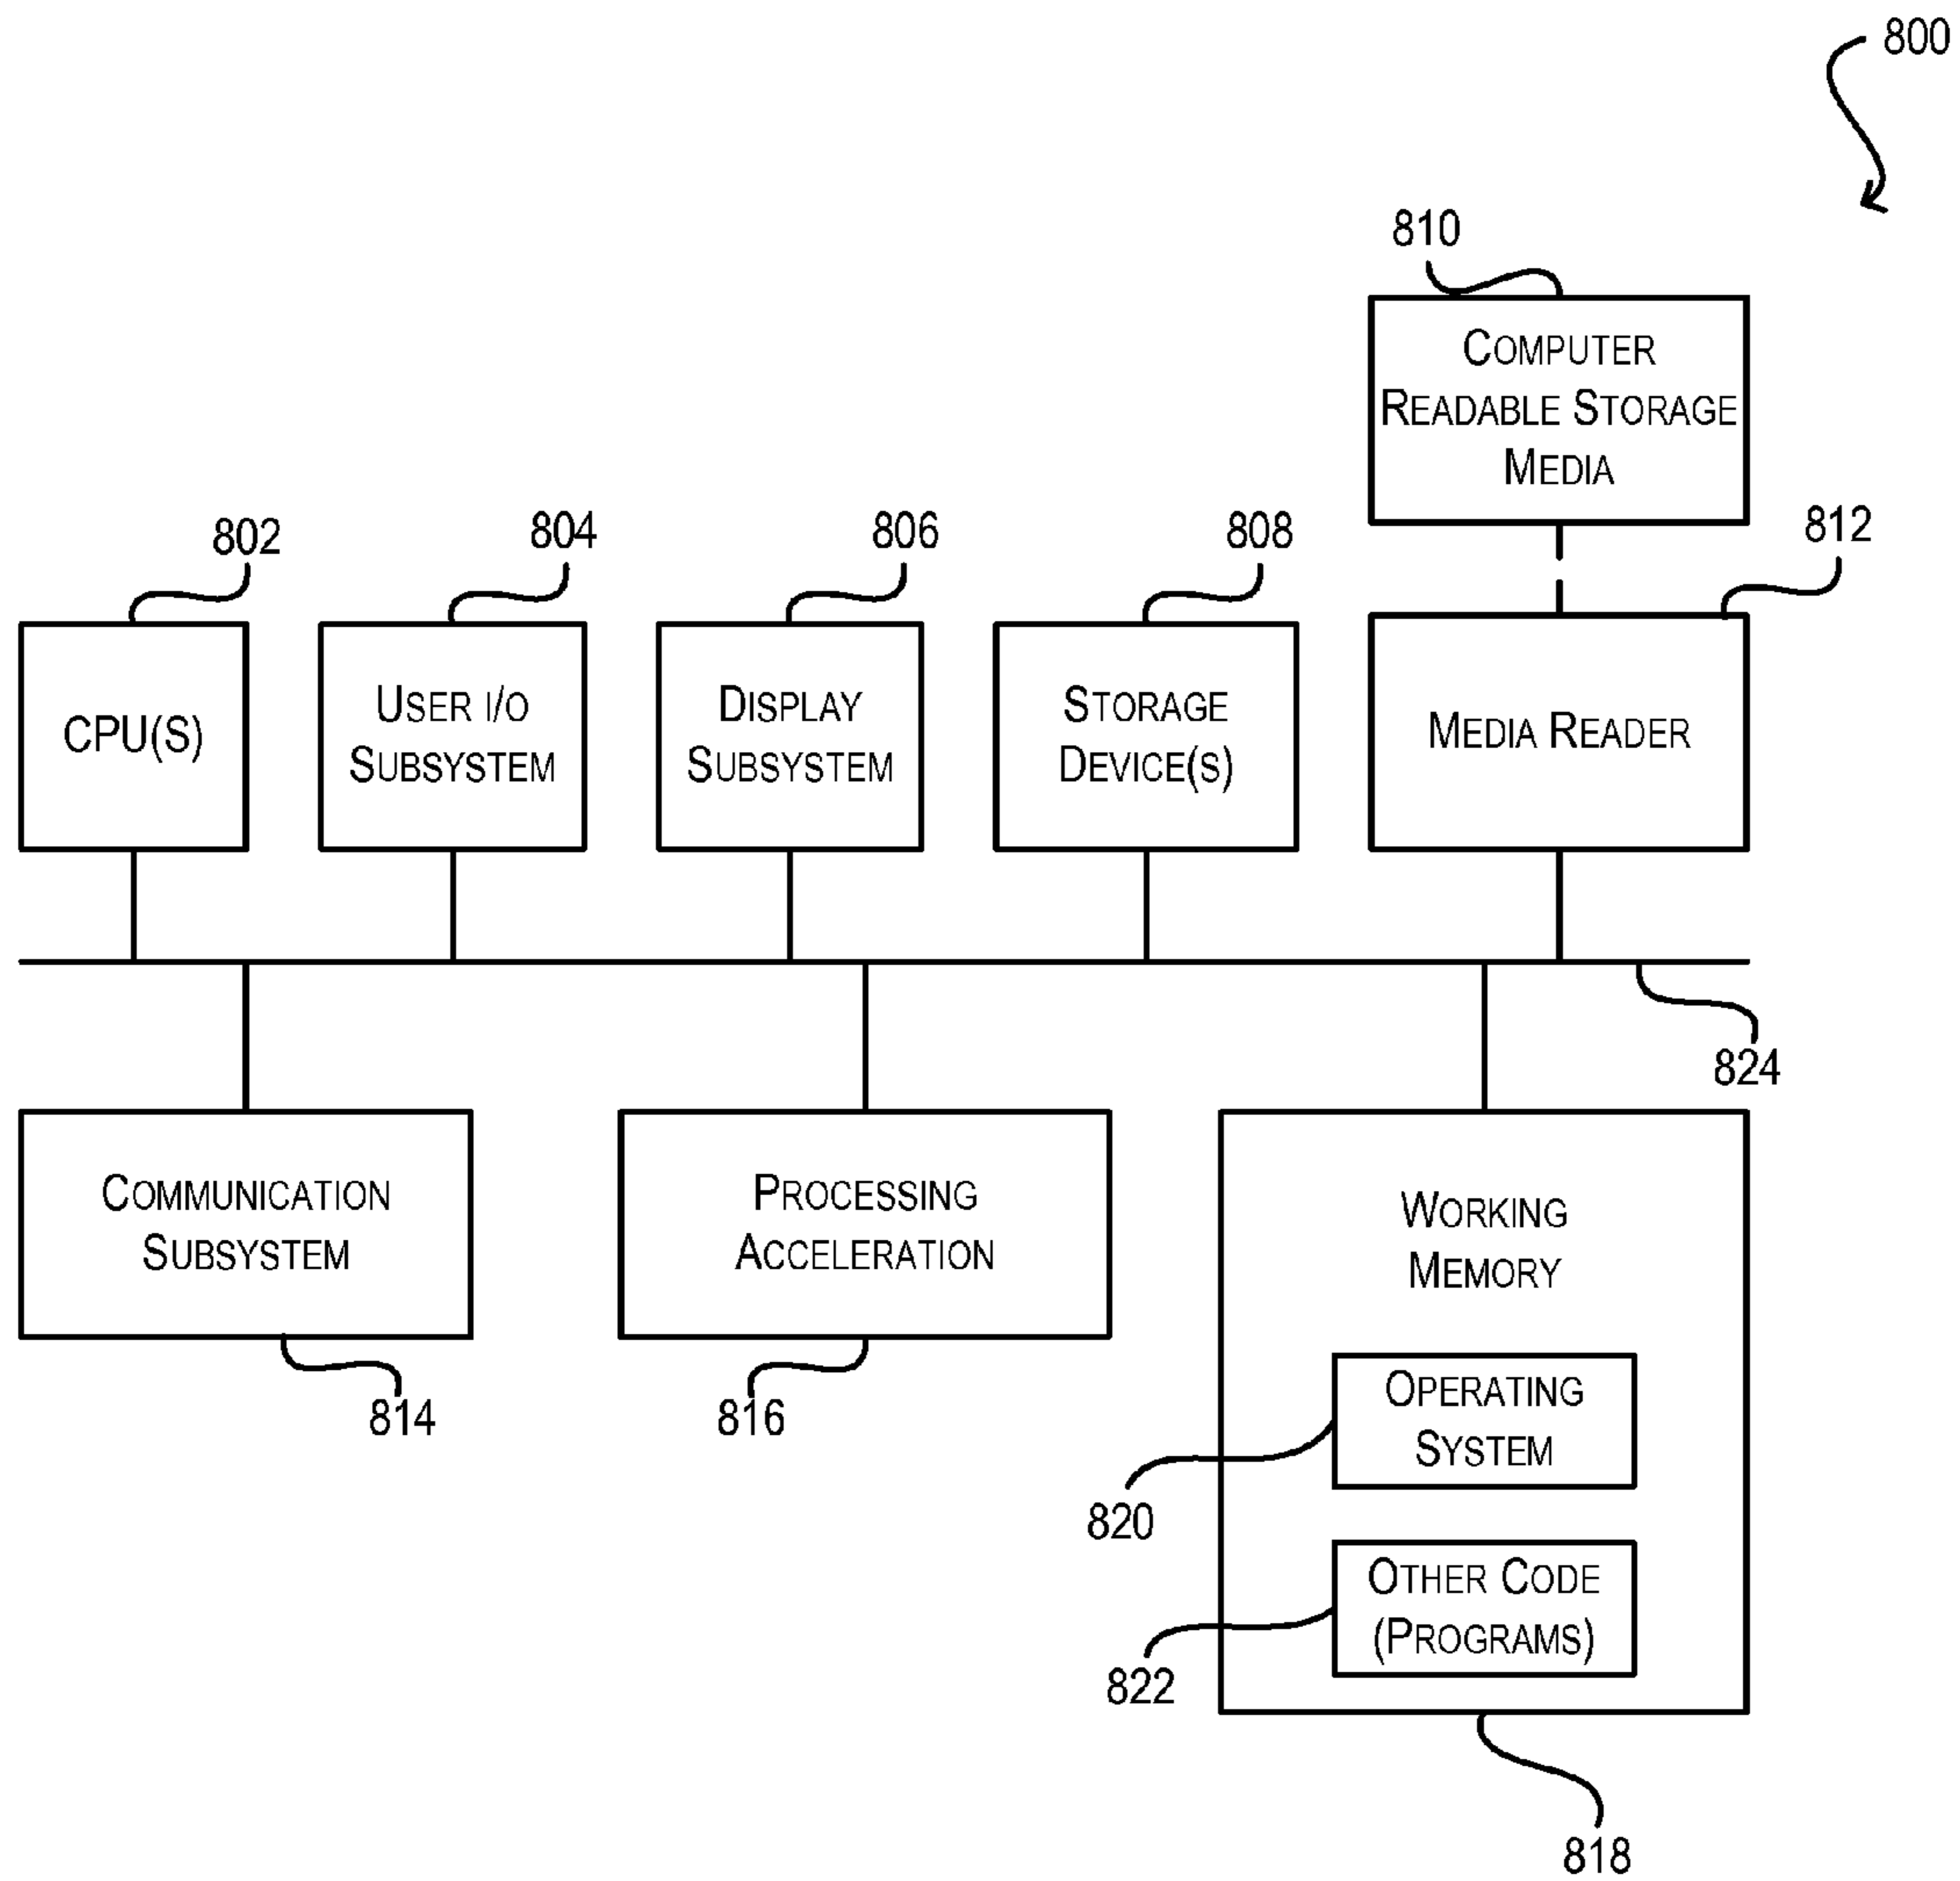 800
810
COMPUTER
READABLE STORAGE
MEDIA
802
804
806
808
812
CPU(S)
USER I/O
SUBSYSTEM
DISPLAY
SUBSYSTEM
STORAGE
DEVICE(S)
MEDIA READER
824
COMMUNICATION
SUBSYSTEM
PROCESSING
ACCELERATION
WORKING
MEMORY
814
816
OPERATING
SYSTEM
820
OTHER CODE
(PROGRAMS)
822
818